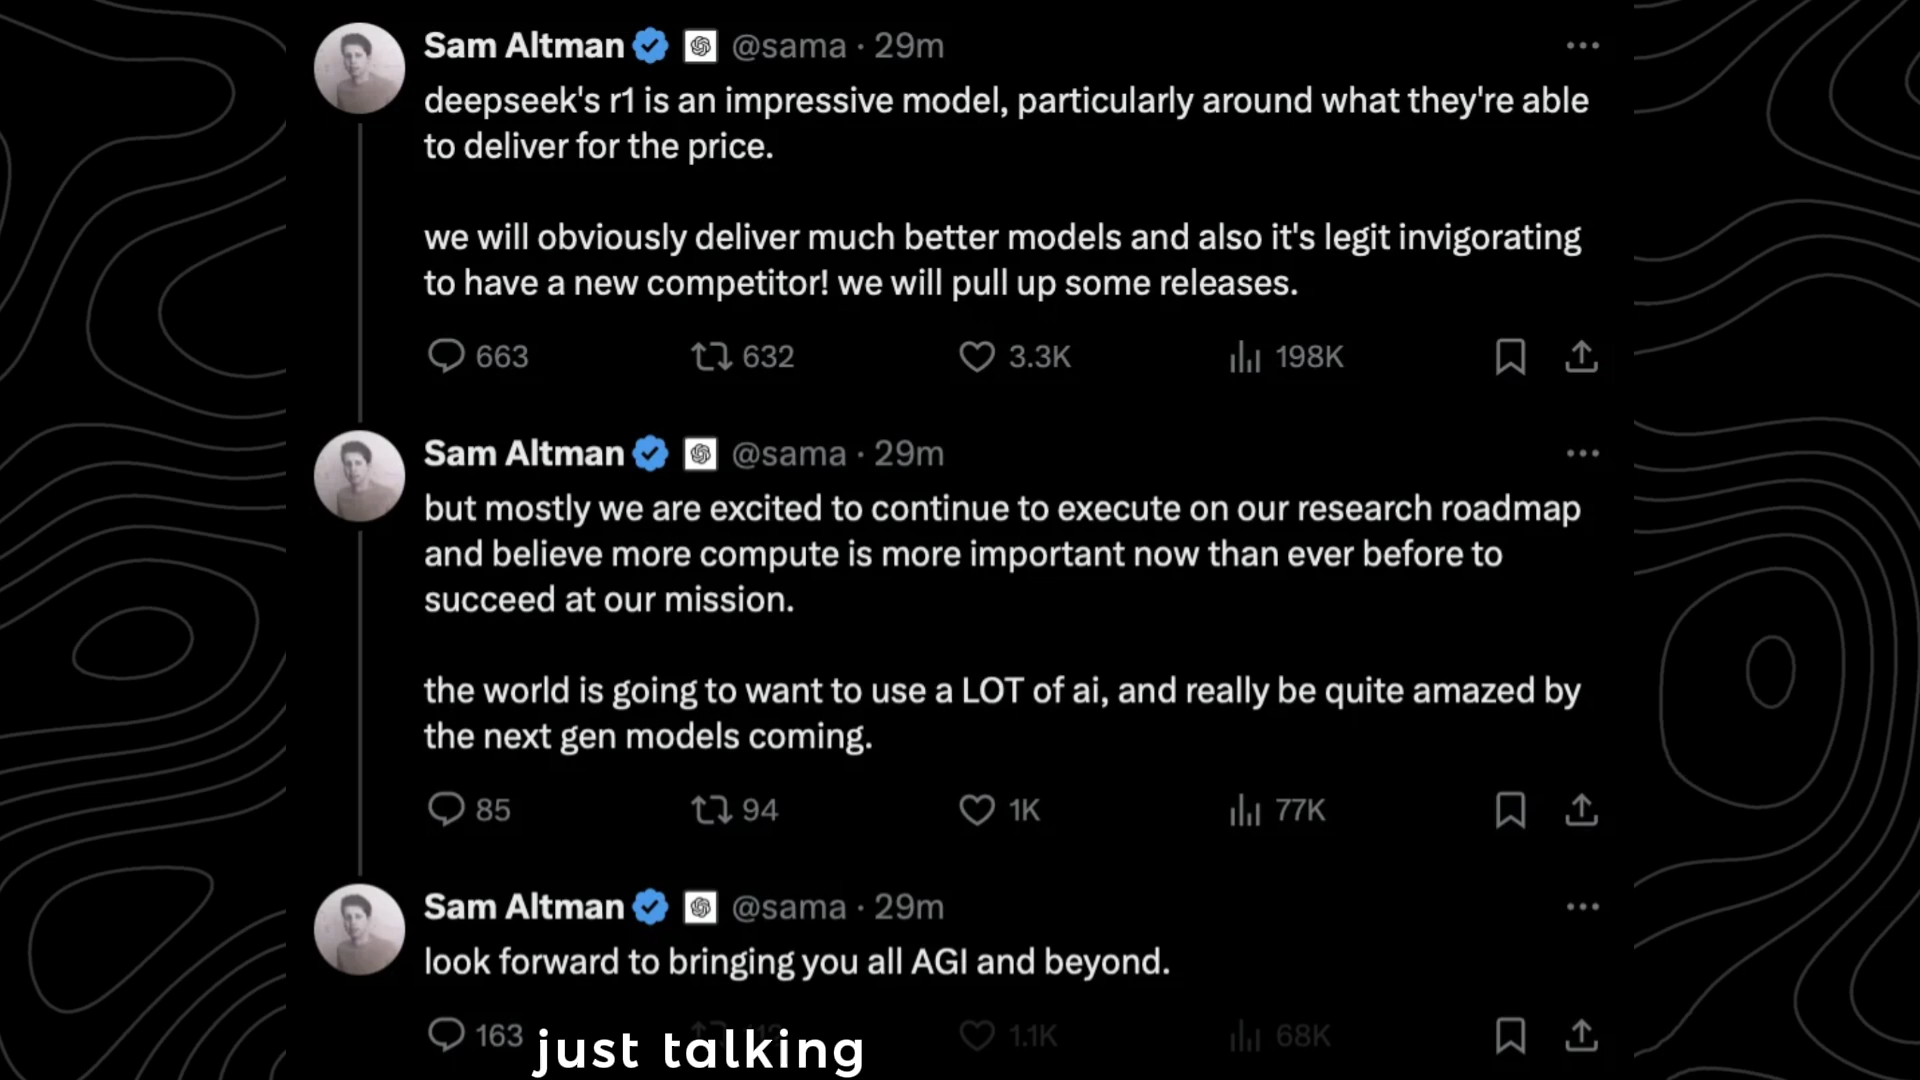 Sam Altman @sama · 29m
deepseek's r1 is an impressive model, particularly around what they're able
to deliver for the price.
we will obviously deliver much better models and also it's legit invigorating
to have a new competitor! we will pull up some releases.
663 632 3.3K 198K
Sam Altman @sama · 29m
but mostly we are excited to continue to execute on our research roadmap
and believe more compute is more important now than ever before to
succeed at our mission.
the world is going to want to use a LOT of ai, and really be quite amazed by
the next gen models coming.
85 94 1K 77K
Sam Altman @sama · 29m
look forward to bringing you all AGI and beyond.
163 1.1K 68K
just talking